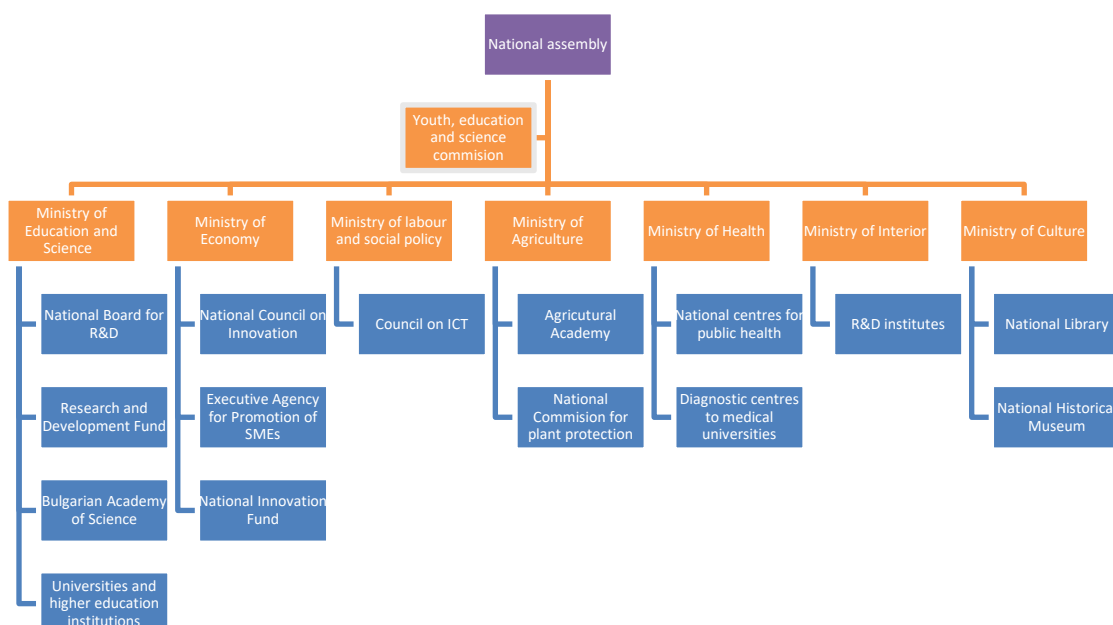 National assembly
Youth, education
and science
commision
Ministry of
Education and
Science
Ministry of
Economy
Ministry of labour
and social policy
Ministry of
Agriculture
Ministry of Health
Ministry of Interior
Ministry of Culture
National Board for
R&D
National Council on
Innovation
Council on ICT
Agricutural
Academy
National centres for
public health
R&D institutes
National Library
Research and
Development Fund
Executive Agency
for Promotion of
SMEs
National
Commision for
plant protection
Diagnostic centres
to medical
universities
National Historical
Museum
Bulgarian Academy
of Science
National Innovation
Fund
Universities and
higher education
institutions